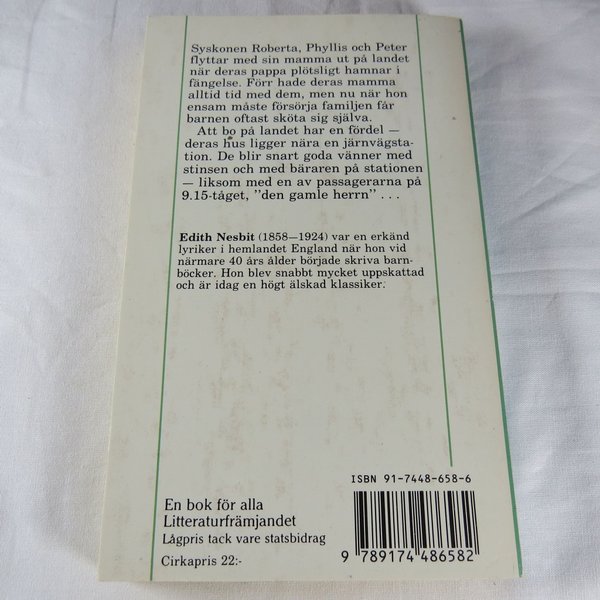 Syskonen Roberta, Phyllis och Peter
flyttar med sin mamma ut på landet
när deras pappa plötsligt hamnar i
fängelse. Förr hade deras mamma
alltid tid med dem, men nu när hon
ensam måste försörja familjen får
barnen oftast sköta sig själva.
Att bo på landet har en fördel —
deras hus ligger nära en järnvägsta-
tion. De blir snart goda vänner med
stinsen och med bäraren på stationen
— liksom med en av passagerarna på
9.15-tåget, ”den gamle herrn” . . .
Edith Nesbit (1858—1924) var en erkänd
lyriker i hemlandet England när hon vid
närmare 40 års ålder började skriva barn-
böcker. Hon blev snabbt mycket uppskattad
och är idag en högt älskad klassiker.
ISBN 91-7448-658-6
En bok för alla
Litteraturfrämjandet
Lågpris tack vare statsbidrag
Cirkapris 22:-
9 789174 486582